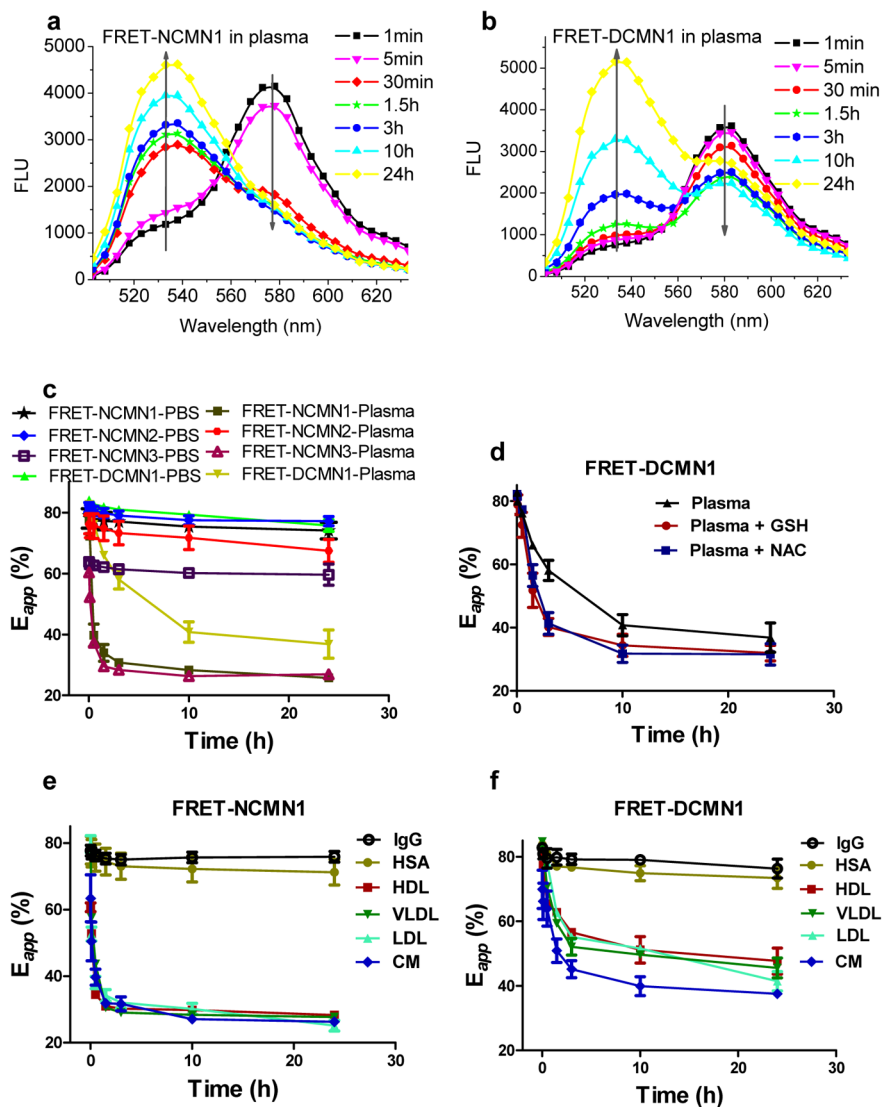 a
FRET-NCMN1 in plasma
5000
4000
3000
2000
1000
0
FLU
520 540 560 580 600 620
Wavelength (nm)
1min
5min
30min
1.5h
3h
10h
24h
b
FRET-DCMN1 in plasma
5000
4000
3000
2000
1000
0
FLU
520 540 560 580 600 620
Wavelength (nm)
1min
5min
30 min
1.5h
3h
10h
24h
c
FRET-NCMN1-PBS FRET-NCMN1-Plasma
FRET-NCMN2-PBS FRET-NCMN2-Plasma
FRET-NCMN3-PBS FRET-NCMN3-Plasma
FRET-DCMN1-PBS FRET-DCMN1-Plasma
80
60
40
20
Eapp (%)
0 10 20 30
Time (h)
d
FRET-DCMN1
Plasma
Plasma + GSH
Plasma + NAC
80
60
40
20
Eapp (%)
0 10 20 30
Time (h)
e
FRET-NCMN1
IgG
HSA
HDL
VLDL
LDL
CM
80
60
40
20
Eapp (%)
0 10 20 30
Time (h)
f
FRET-DCMN1
IgG
HSA
HDL
VLDL
LDL
CM
80
60
40
20
Eapp (%)
0 10 20 30
Time (h)